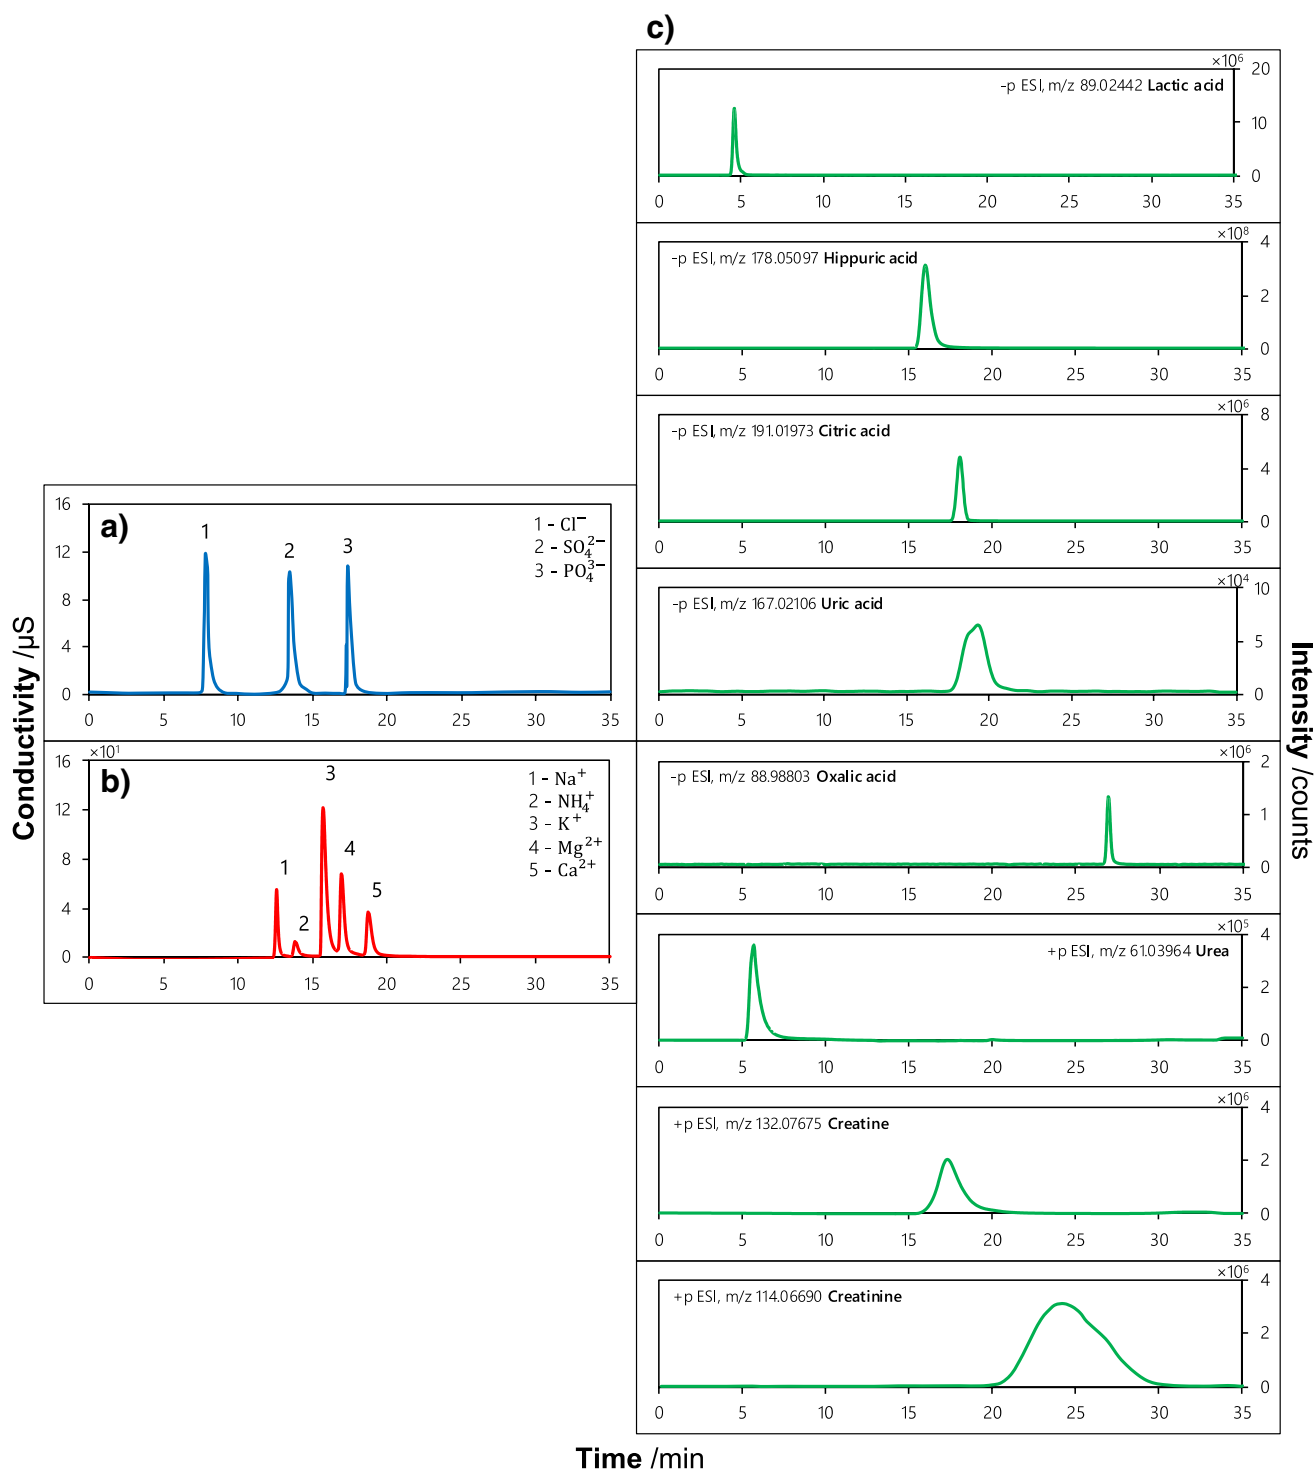 c)
×10⁶
20
-p ESI, m/z 89.02442 Lactic acid
10
0
0 5 10 15 20 25 30 35
×10⁸
4
-p ESI, m/z 178.05097 Hippuric acid
2
0
0 5 10 15 20 25 30 35
×10⁶
8
-p ESI, m/z 191.01973 Citric acid
4
0
0 5 10 15 20 25 30 35
×10⁴
10
-p ESI, m/z 167.02106 Uric acid
5
0
0 5 10 15 20 25 30 35
×10⁶
2
-p ESI, m/z 88.98803 Oxalic acid
1
0
0 5 10 15 20 25 30 35
×10⁵
4
+p ESI, m/z 61.03964 Urea
2
0
0 5 10 15 20 25 30 35
×10⁶
4
+p ESI, m/z 132.07675 Creatine
2
0
0 5 10 15 20 25 30 35
×10⁶
4
+p ESI, m/z 114.06690 Creatinine
2
0
0 5 10 15 20 25 30 35
Intensity /counts
a)
16
12
8
4
0
1 2 3
1 - Cl⁻
2 - SO₄²⁻
3 - PO₄³⁻
0 5 10 15 20 25 30 35
b)
×10¹
16
12
8
4
0
1 2 3 4 5
1 - Na⁺
2 - NH₄⁺
3 - K⁺
4 - Mg²⁺
5 - Ca²⁺
0 5 10 15 20 25 30 35
Conductivity /µS
Time /min